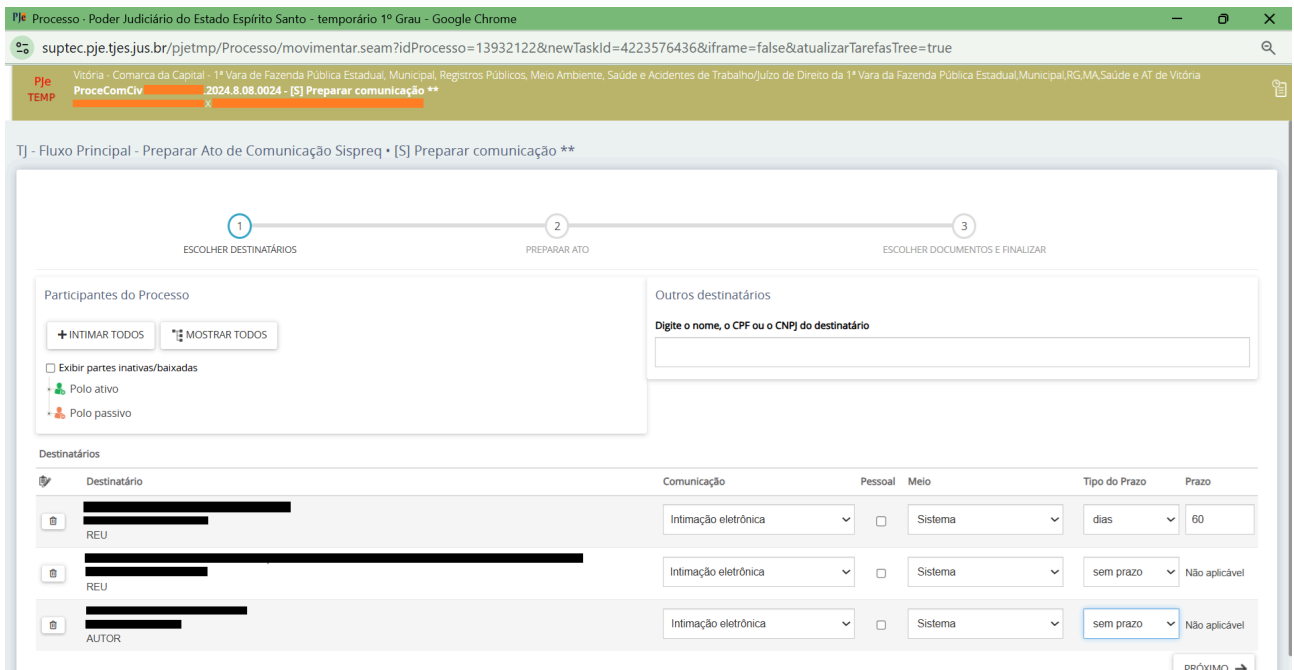 PJe Processo · Poder Judiciário do Estado Espírito Santo - temporário 1º Grau - Google Chrome
suptec.pje.tjes.jus.br/pjetmp/Processo/movimentar.seam?idProcesso=13932122&newTaskId=4223576436&iframe=false&atualizarTarefasTree=true
PJe TEMP
Vitória - Comarca da Capital - 1ª Vara de Fazenda Pública Estadual, Municipal, Registros Públicos, Meio Ambiente, Saúde e Acidentes de Trabalho/Juízo de Direito da 1ª Vara da Fazenda Pública Estadual,Municipal,RG,MA,Saúde e AT de Vitória
ProceComCiv .2024.8.08.0024 - [S] Preparar comunicação **
X
TJ - Fluxo Principal - Preparar Ato de Comunicação Sispreq • [S] Preparar comunicação **
1 2 3
ESCOLHER DESTINATÁRIOS PREPARAR ATO ESCOLHER DOCUMENTOS E FINALIZAR
Participantes do Processo
+ INTIMAR TODOS MOSTRAR TODOS
Exibir partes inativas/baixadas
Polo ativo
Polo passivo
Outros destinatários
Digite o nome, o CPF ou o CNPJ do destinatário
Destinatários
Destinatário Comunicação Pessoal Meio Tipo do Prazo Prazo
Intimação eletrônica Sistema dias 60
REU
Intimação eletrônica Sistema sem prazo Não aplicável
REU
Intimação eletrônica Sistema sem prazo Não aplicável
AUTOR
PRÓXIMO →